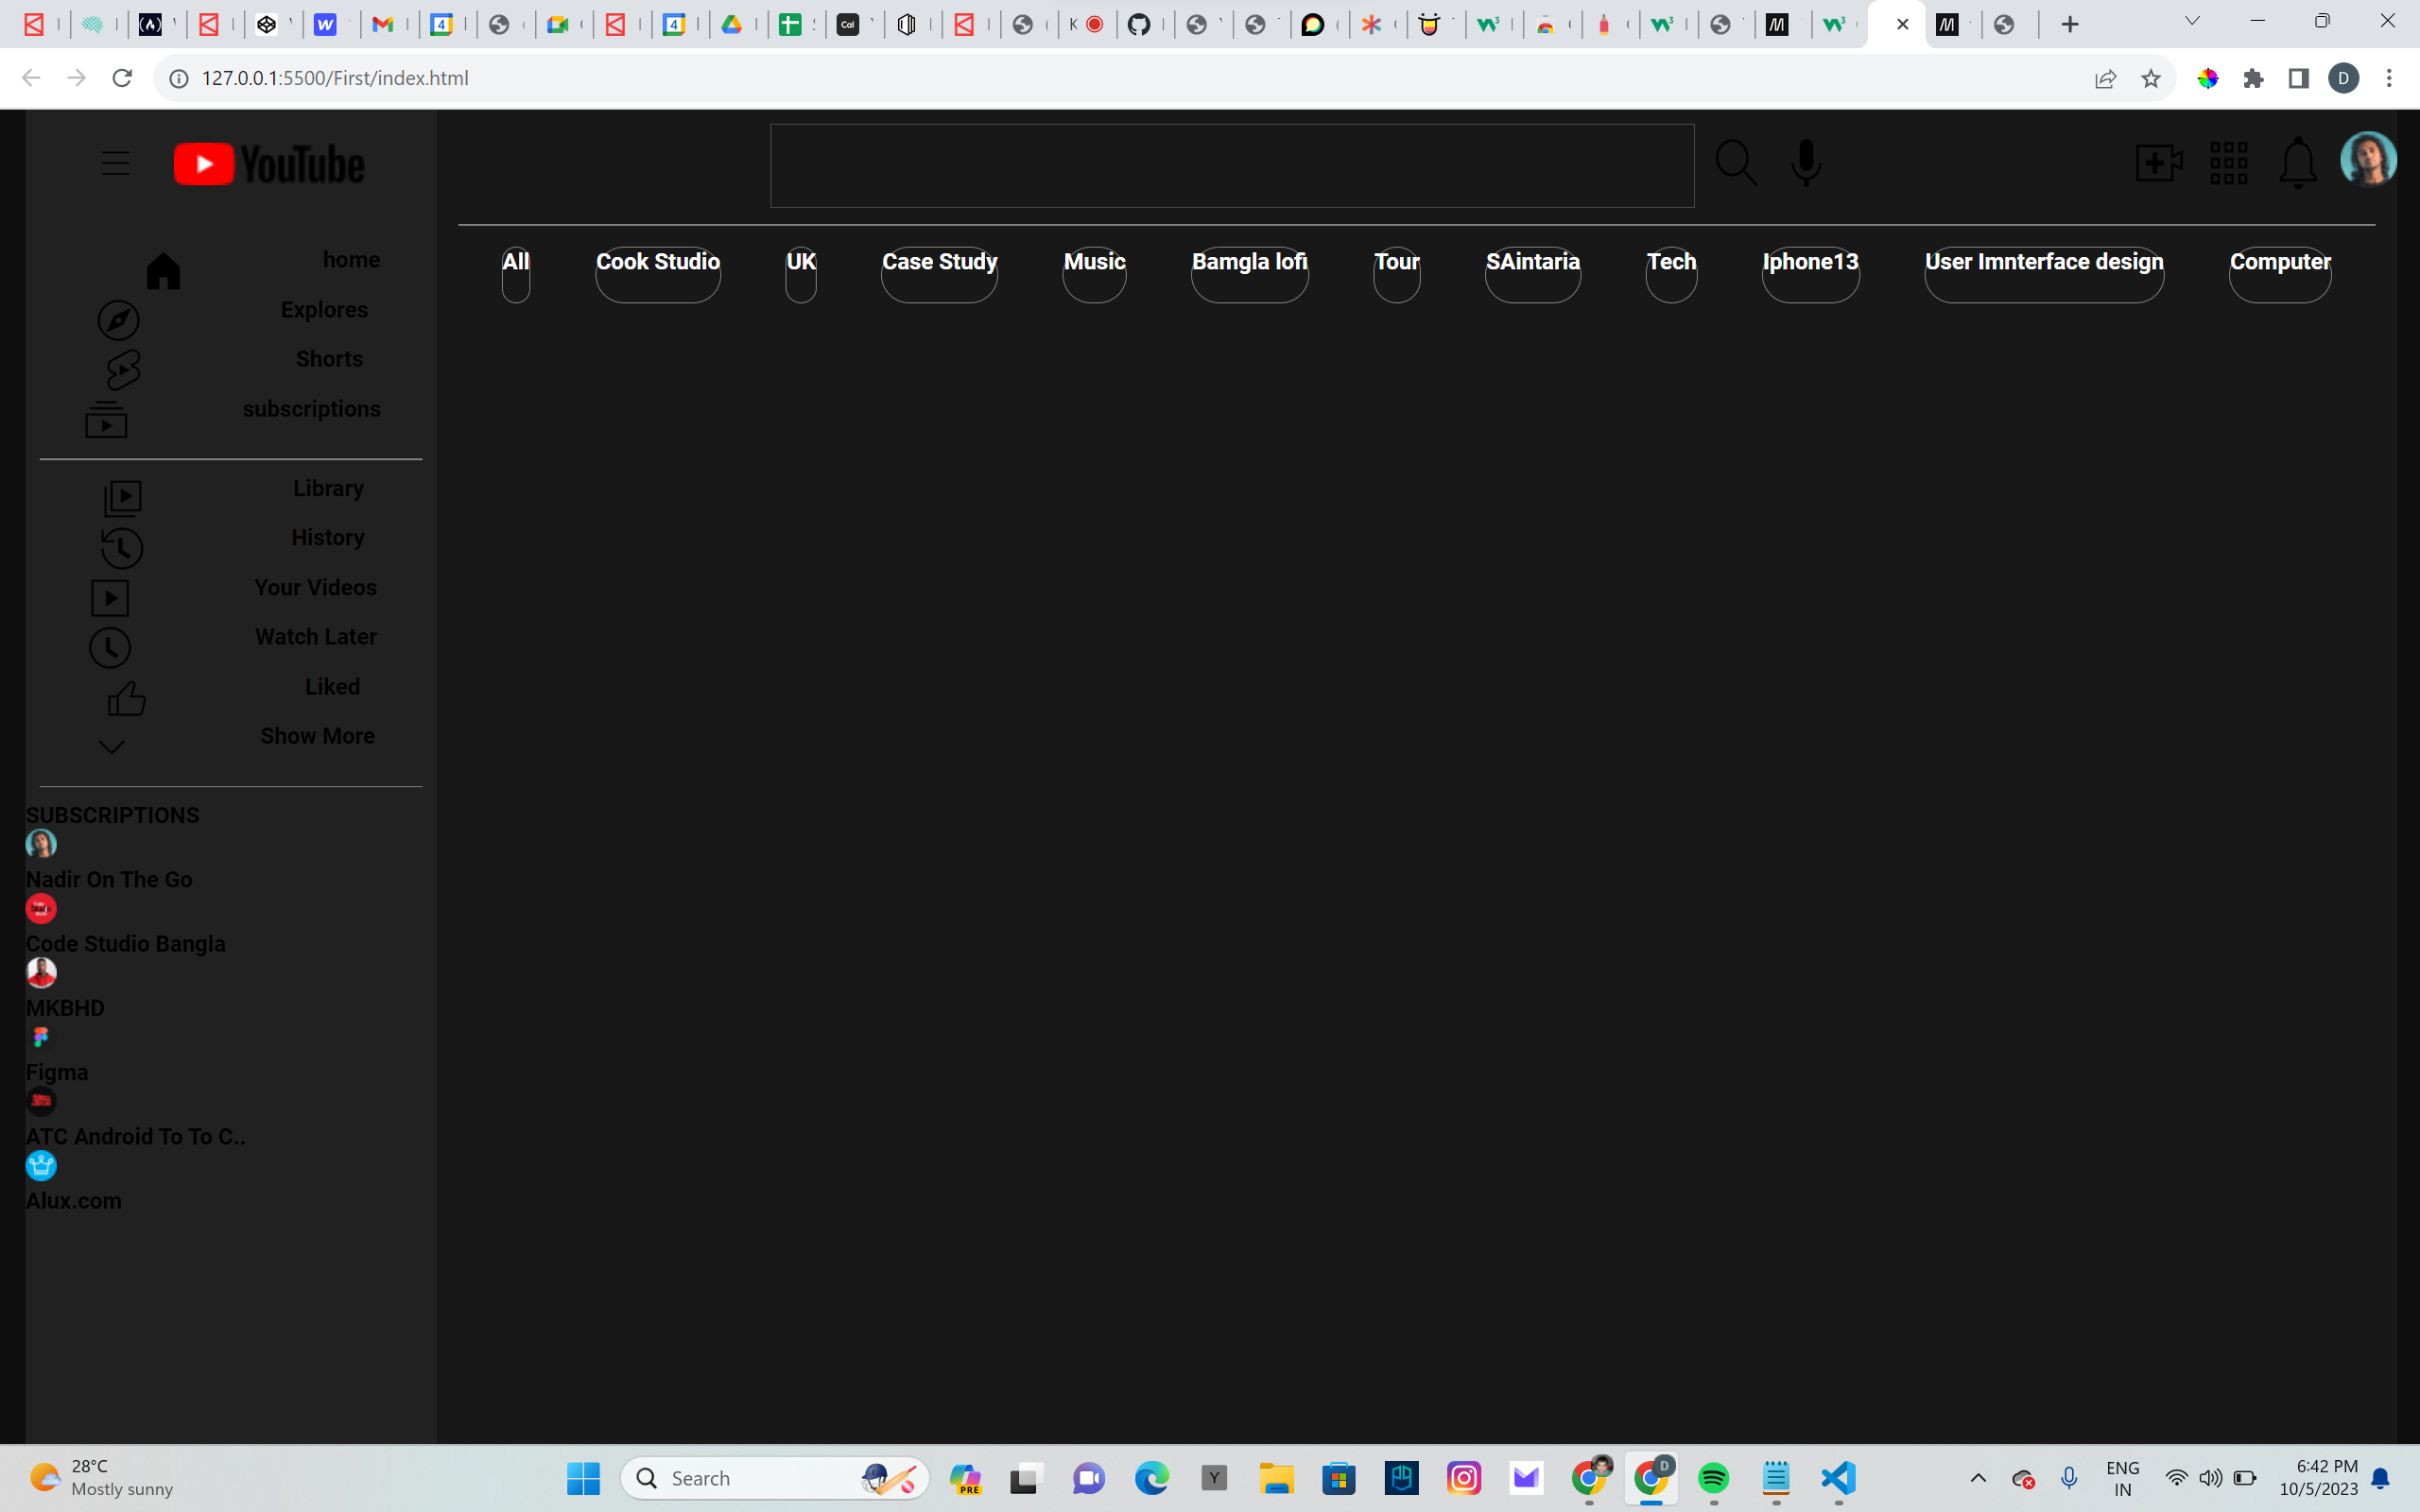 127.0.0.1:5500/First/index.html
D
YouTube
home
Explores
Shorts
subscriptions
Library
History
Your Videos
Watch Later
Liked
Show More
SUBSCRIPTIONS
Nadir On The Go
Code Studio Bangla
MKBHD
Figma
ATC Android To To C..
Alux.com
All Cook Studio UK Case Study Music Bamgla lofi Tour SAintaria Tech Iphone13 User Imnterface design Computer
28°C
Mostly sunny
Search
PRE
Y
D
ENG
IN
6:42 PM
10/5/2023